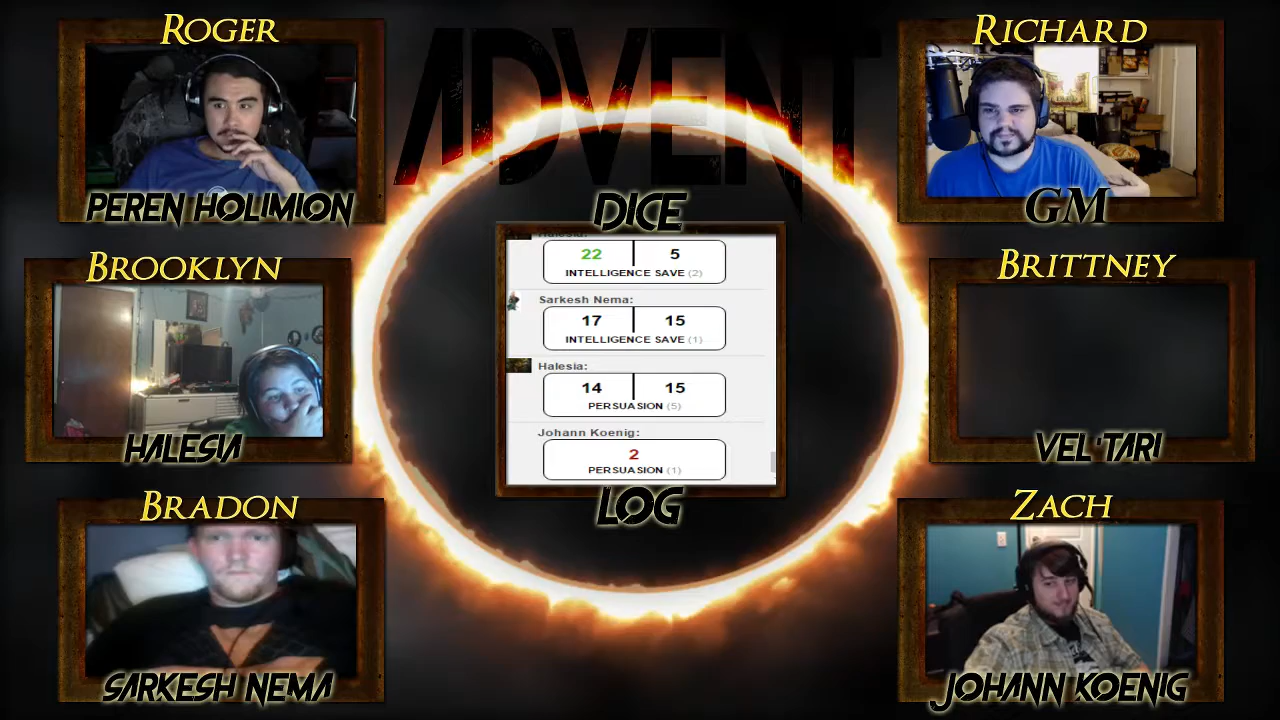 ADVENT
ROGER
PEREN HOLIMION
RICHARD
GM
BROOKLYN
HALESIA
BRITTNEY
VEL'TARI
BRADON
SARKESH NEMA
ZACH
JOHANN KOENIG
DICE
Halesia:
22 5
INTELLIGENCE SAVE (2)
Sarkesh Nema:
17 15
INTELLIGENCE SAVE (1)
Halesia:
14 15
PERSUASION (5)
Johann Koenig:
2
PERSUASION (1)
LOG